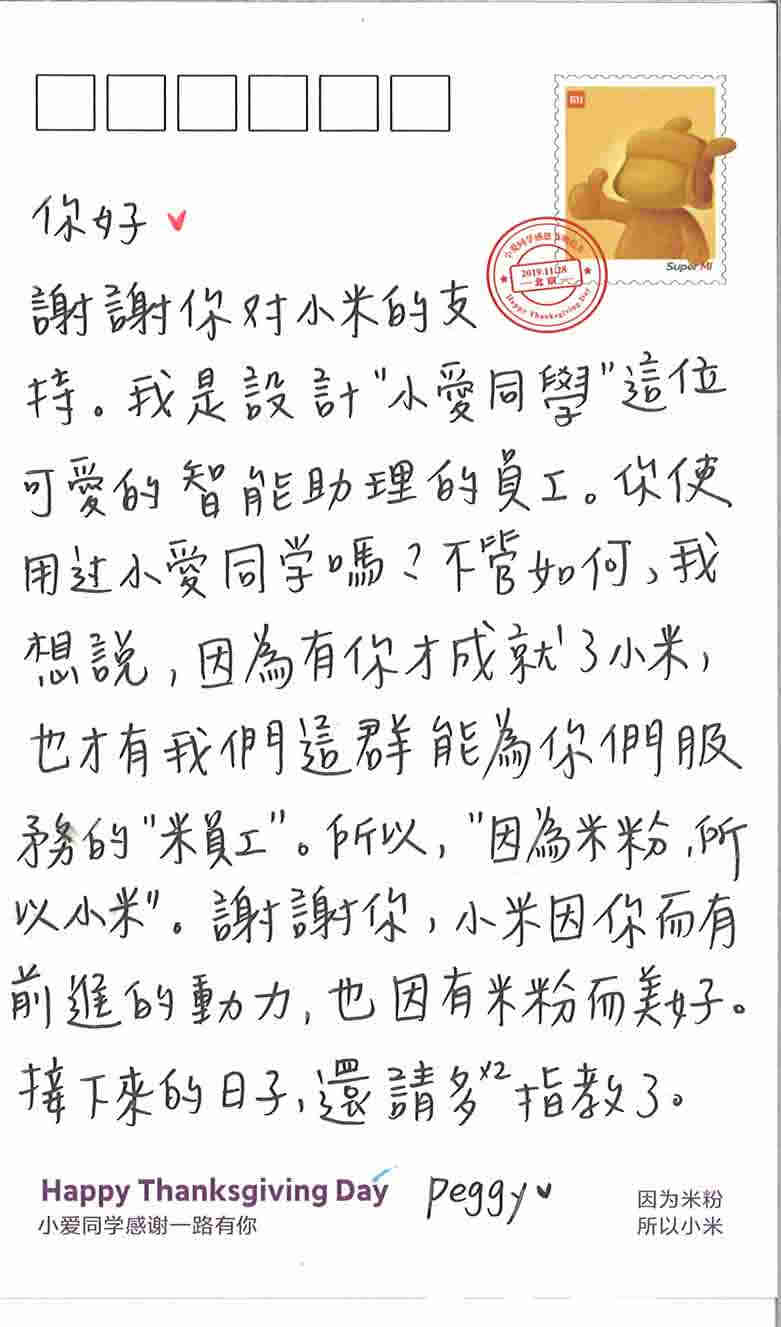 MI
Super Mi
小爱同学感恩
2019.11.28
北京
Happy Thanksgiving Day
你好
謝謝你对小米的支
持。我是設計"小愛同學"這位
可愛的智能助理的員工。你使
用过小愛同学嗎？不管如何、我
想說，因為有你才成就了小米，
也才有我們這群能為你們服
務的"米員工"。所以，"因為米粉，所
以小米"。謝謝你，小米因你而有
前進的動力，也因有米粉而美好。
接下來的日子，還請多x2指教了。
Happy Thanksgiving Day
peggy
小爱同学感谢一路有你
因为米粉
所以小米